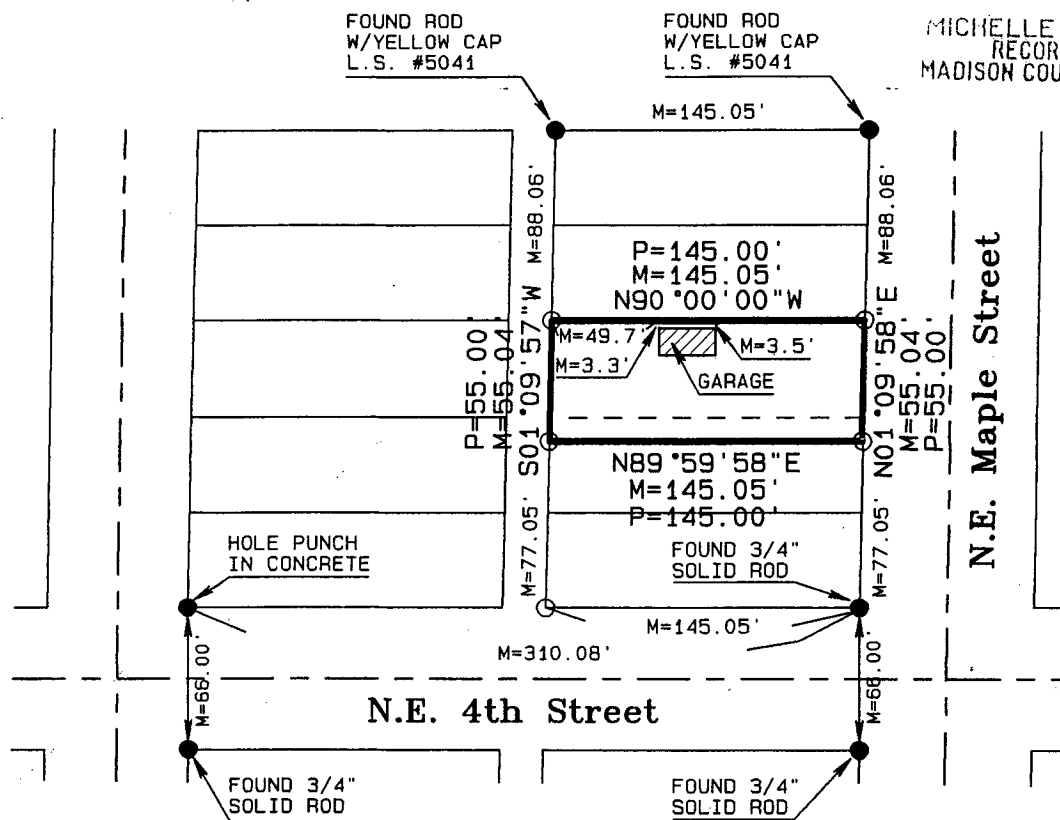 FOUND ROD
W/YELLOW CAP
L.S. #5041
FOUND ROD
W/YELLOW CAP
L.S. #5041
MICHELLE
RECOR
MADISON COU
M=145.05'
M=88.06'
M=88.06'
P=145.00'
M=145.05'
N90°00'00"W
M=49.7'
M=3.3'
M=3.5'
GARAGE
P=55.00'
M=55.04'
S01°09'57"W
N01°09'58"E
M=55.04'
P=55.00'
N.E. Maple Street
N89°59'58"E
M=145.05'
P=145.00'
M=77.05'
M=77.05'
HOLE PUNCH
IN CONCRETE
FOUND 3/4"
SOLID ROD
M=145.05'
M=310.08'
M=66.00'
M=66.00'
N.E. 4th Street
FOUND 3/4"
SOLID ROD
FOUND 3/4"
SOLID ROD